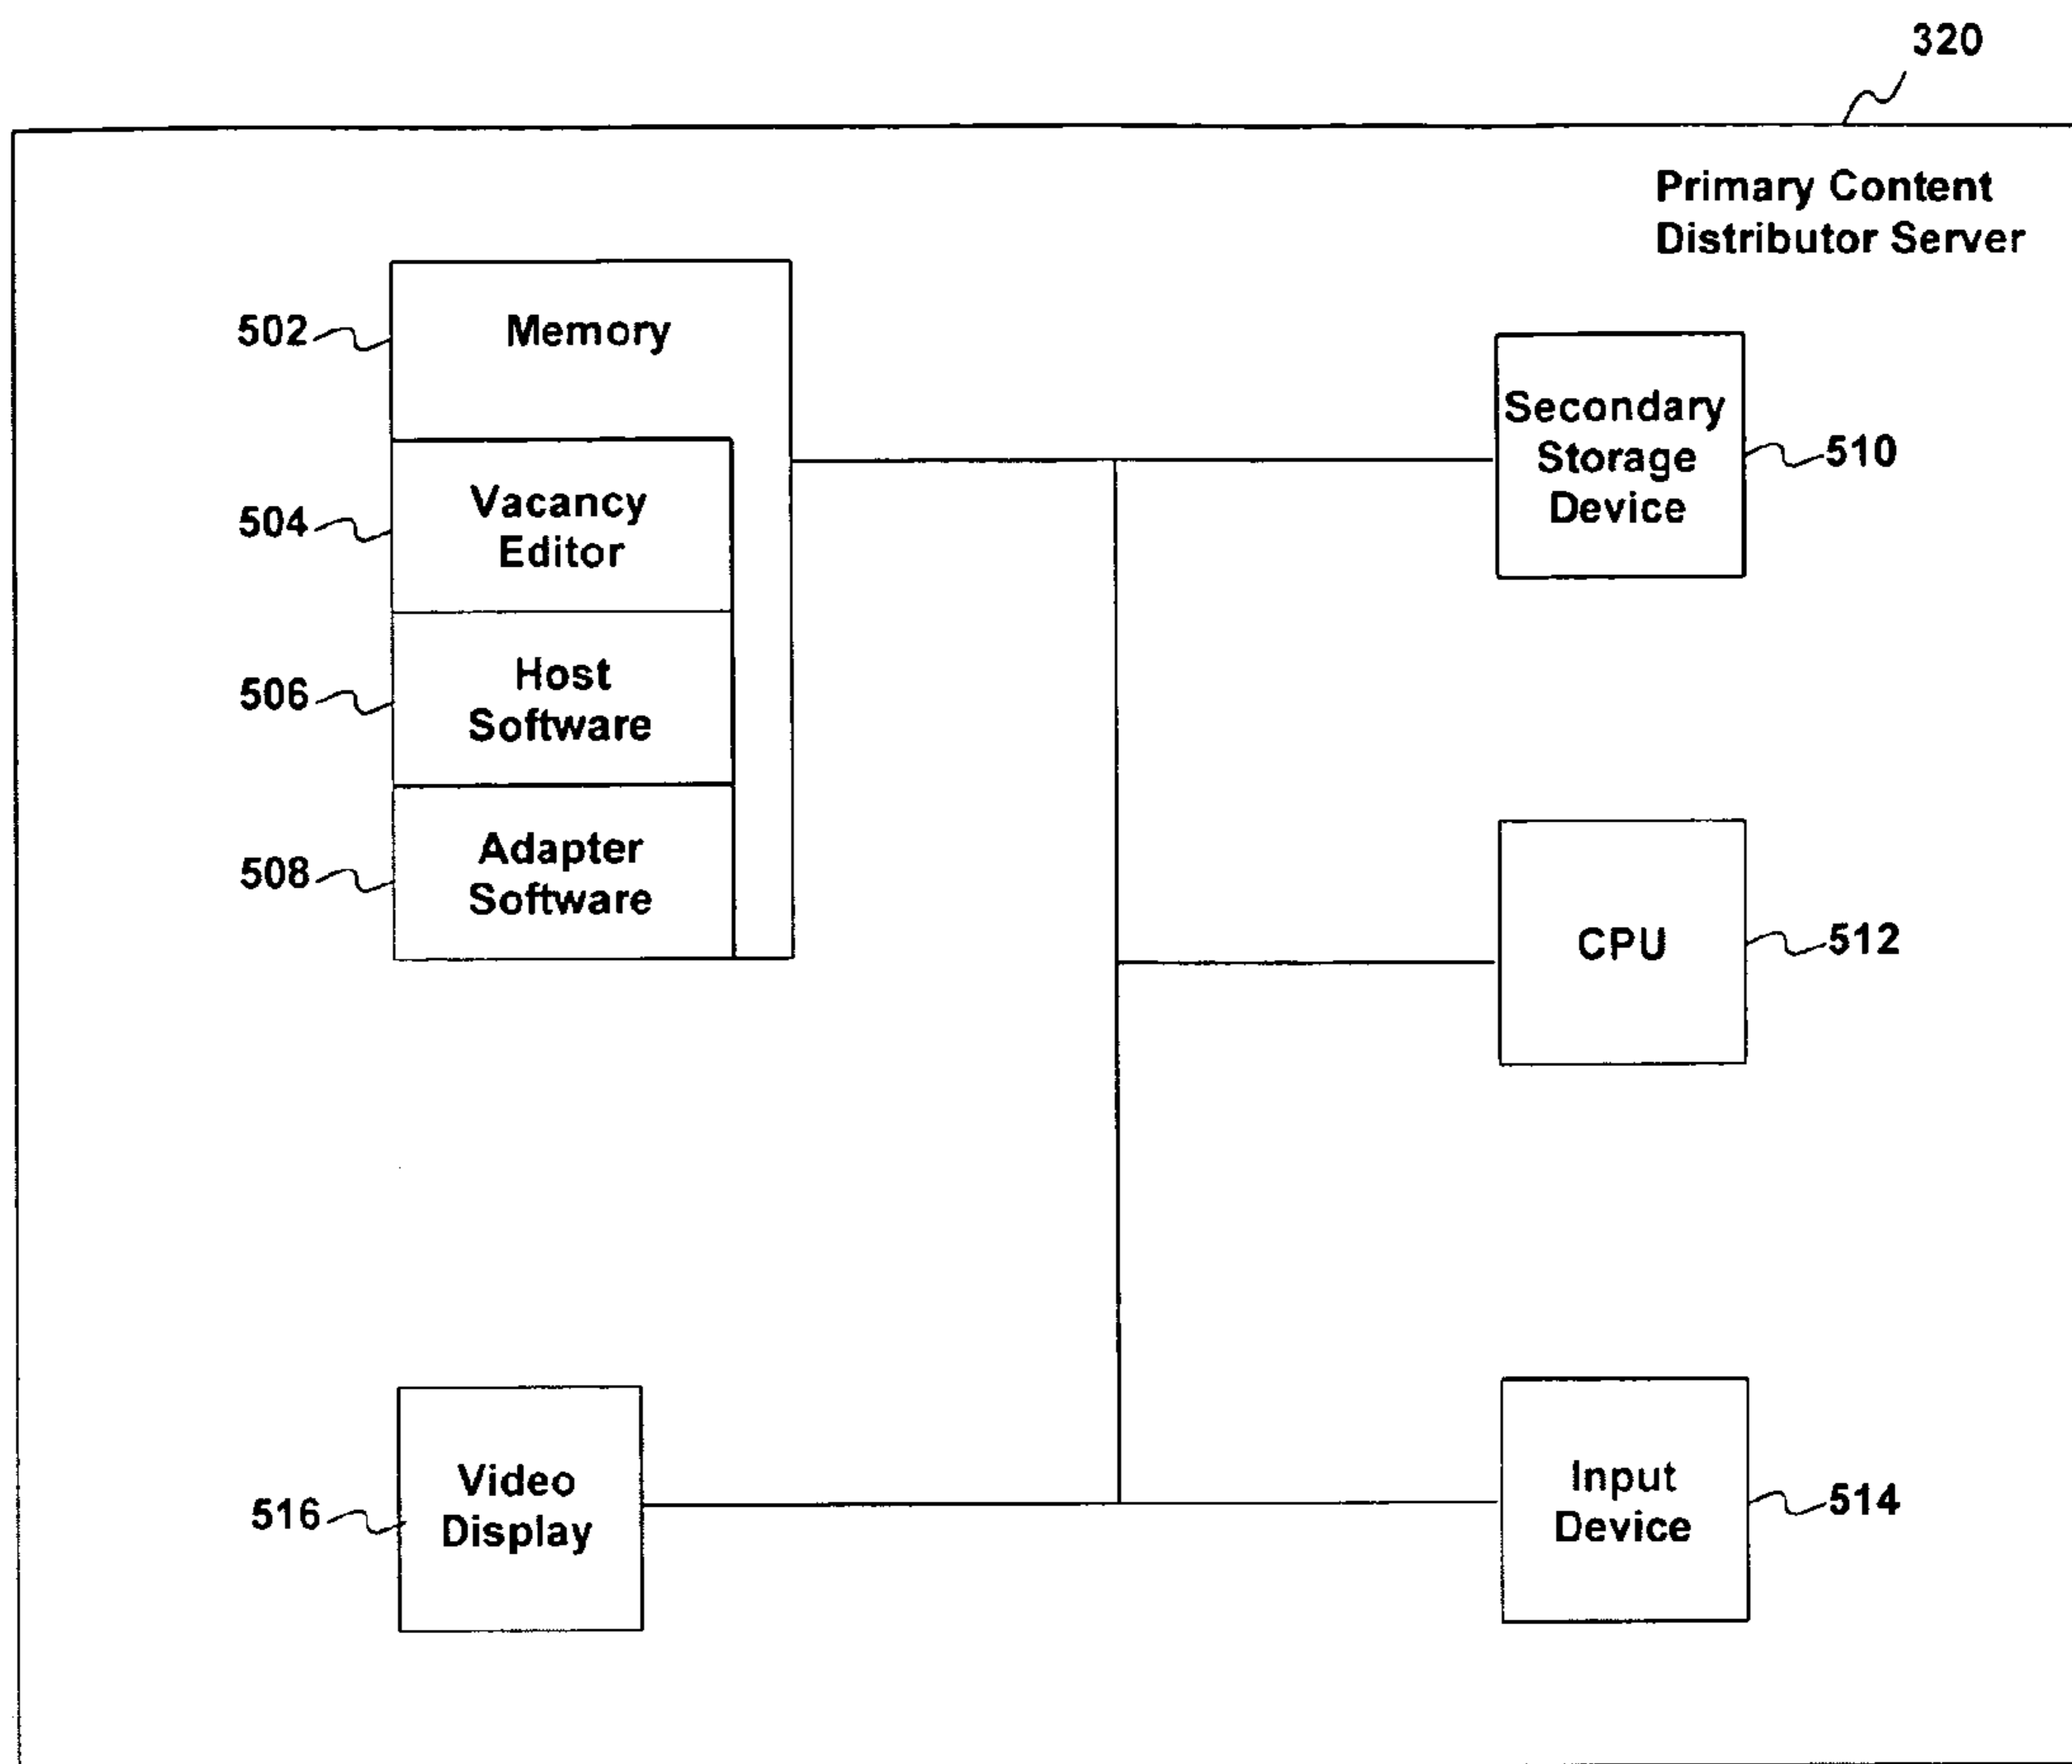 320
Primary Content
Distributor Server
502
Memory
504
Vacancy
Editor
506
Host
Software
508
Adapter
Software
Secondary
Storage
Device
510
CPU
512
516
Video
Display
Input
Device
514